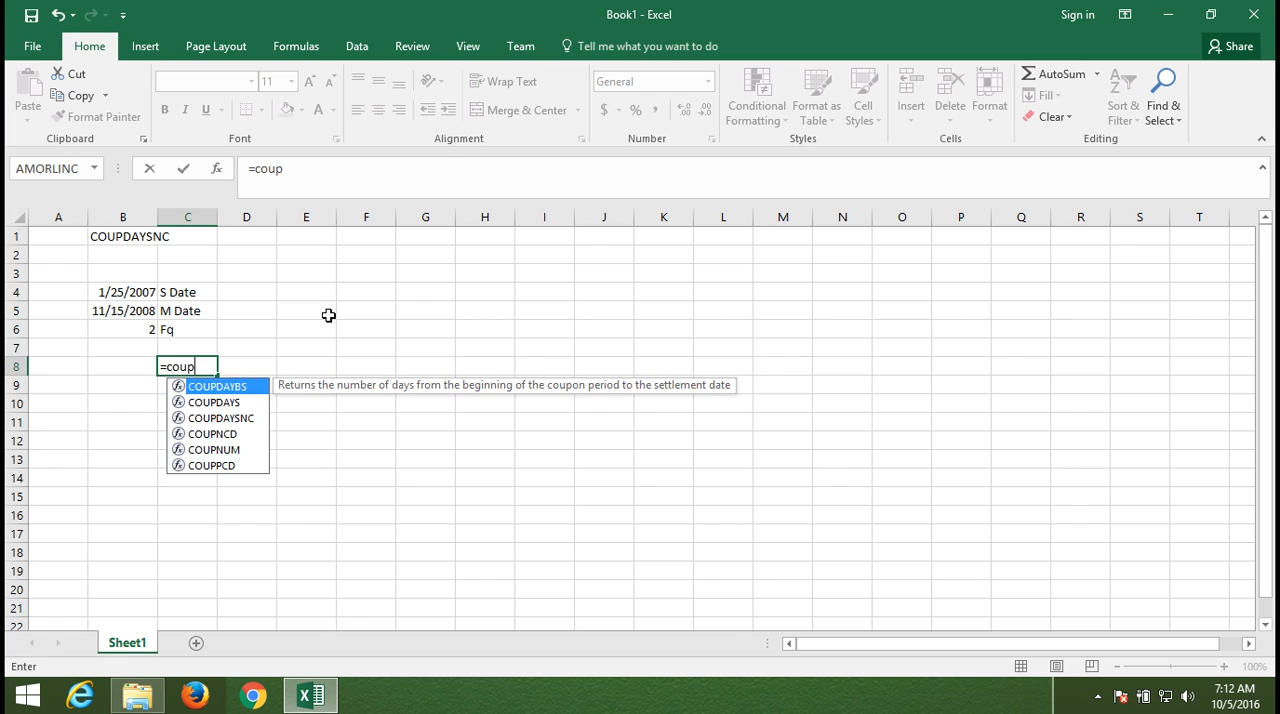 Book1 - Excel
Sign in
File Home Insert Page Layout Formulas Data Review View Team Tell me what you want to do Share
Paste
Cut
Copy
Format Painter
Clipboard
11
B I U A
Font
Wrap Text
Merge & Center
Alignment
General
$ % ,
Number
Conditional Formatting
Format as Table
Cell Styles
Styles
Insert
Delete
Format
Cells
AutoSum
Fill
Clear
Sort & Filter
Find & Select
Editing
AMORLINC fx =coup
A B C D E F G H I J K L M N O P Q R S T
1 COUPDAYSNC
2
3
4 1/25/2007 S Date
5 11/15/2008 M Date
6 2 Fq
7
8 =coup
9 COUPDAYBS Returns the number of days from the beginning of the coupon period to the settlement date
10 COUPDAYS
11 COUPDAYSNC
12 COUPNCD
COUPNUM
13 COUPPCD
14
15
16
17
18
19
20
21
22
Sheet1
Enter
100%
7:12 AM
10/5/2016